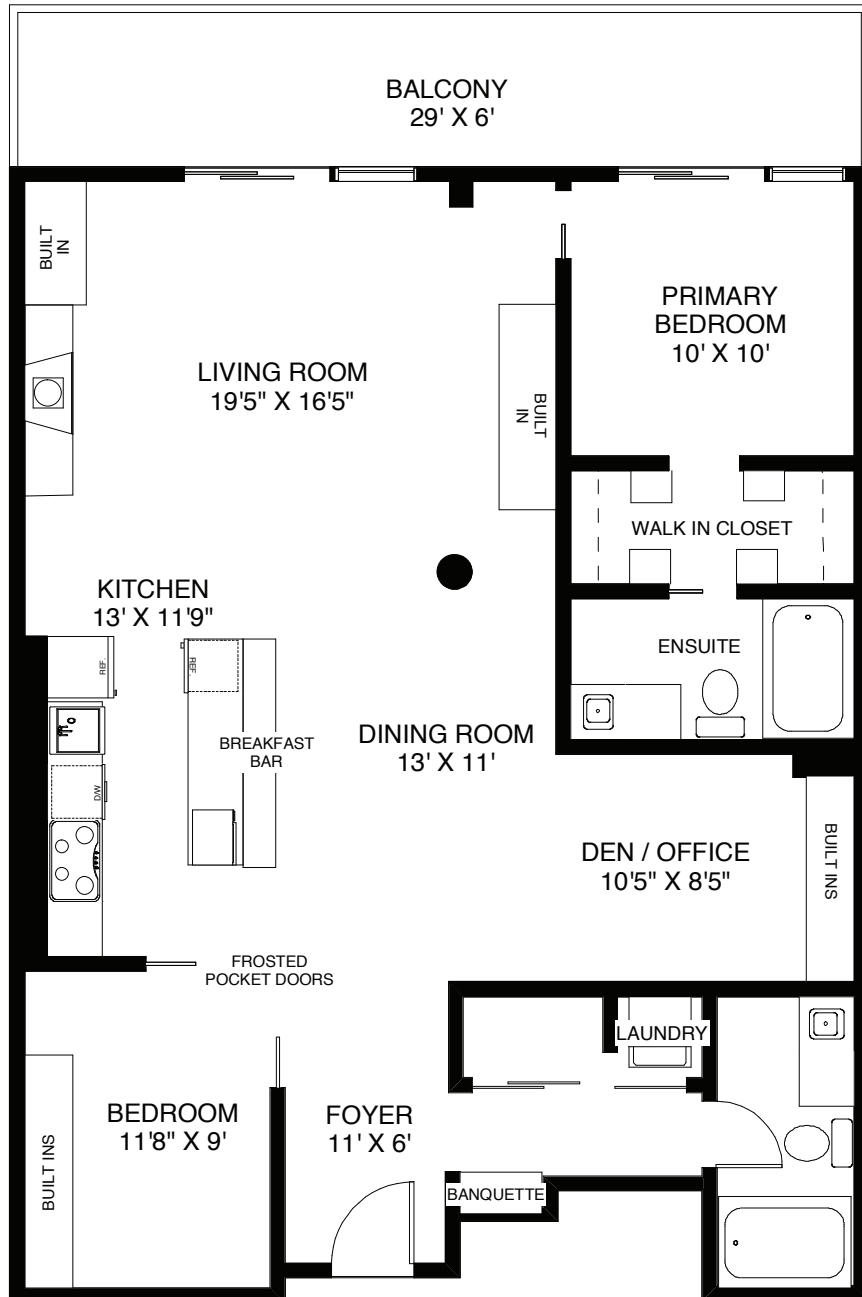 BALCONY
29' X 6'
BUILT
IN
LIVING ROOM
19'5" X 16'5"
BUILT
IN
PRIMARY
BEDROOM
10' X 10'
WALK IN CLOSET
KITCHEN
13' X 11'9"
ENSUITE
REF.
REF.
BREAKFAST
BAR
DINING ROOM
13' X 11'
D/W
DEN / OFFICE
10'5" X 8'5"
BUILT INS
FROSTED
POCKET DOORS
LAUNDRY
BEDROOM
11'8" X 9'
BUILT INS
FOYER
11' X 6'
BANQUETTE